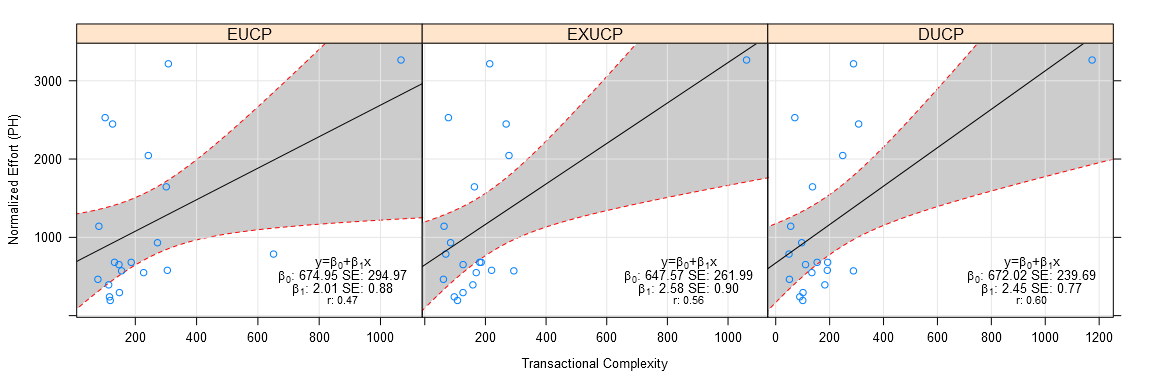 EUCP EXUCP DUCP
Normalized Effort (PH)
3000
2000
1000
y=β₀+β₁x
β₀: 674.95 SE: 294.97
β₁: 2.01 SE: 0.88
r: 0.47
y=β₀+β₁x
β₀: 647.57 SE: 261.99
β₁: 2.58 SE: 0.90
r: 0.56
y=β₀+β₁x
β₀: 672.02 SE: 239.69
β₁: 2.45 SE: 0.77
r: 0.60
200 400 600 800 1000
200 400 600 800 1000
0 200 400 600 800 1000 1200
Transactional Complexity